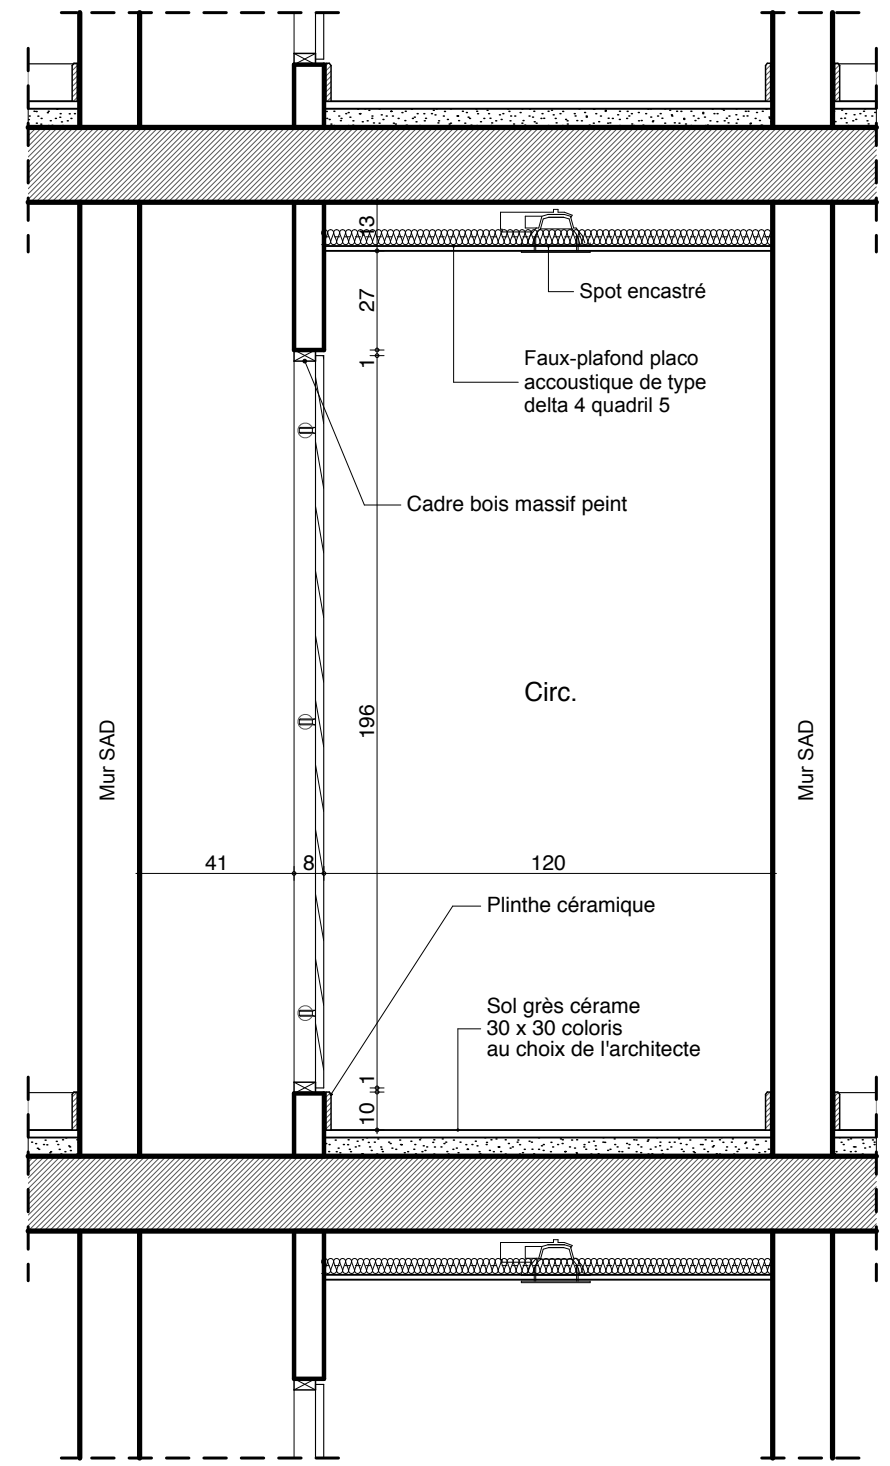 13
Spot encastré
27
Faux-plafond placo
accoustique de type
delta 4 quadril 5
1
Cadre bois massif peint
Circ.
196
Mur SAD
Mur SAD
41
8
120
Plinthe céramique
Sol grès cérame
30 x 30 coloris
au choix de l'architecte
1
10